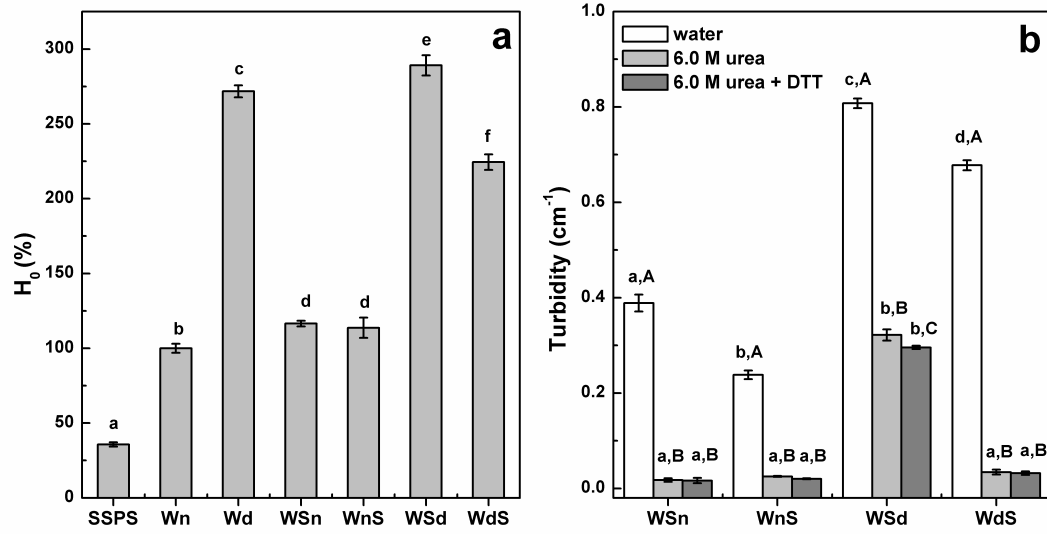 a
H0 (%)
300
250
200
150
100
50
0
a
b
c
d
d
e
f
SSPS Wn Wd WSn WnS WSd WdS
b
water
6.0 M urea
6.0 M urea + DTT
Turbidity (cm-1)
1.0
0.8
0.6
0.4
0.2
0.0
a,A
a,B a,B
b,A
a,B a,B
c,A
b,B
b,C
d,A
a,B a,B
WSn WnS WSd WdS